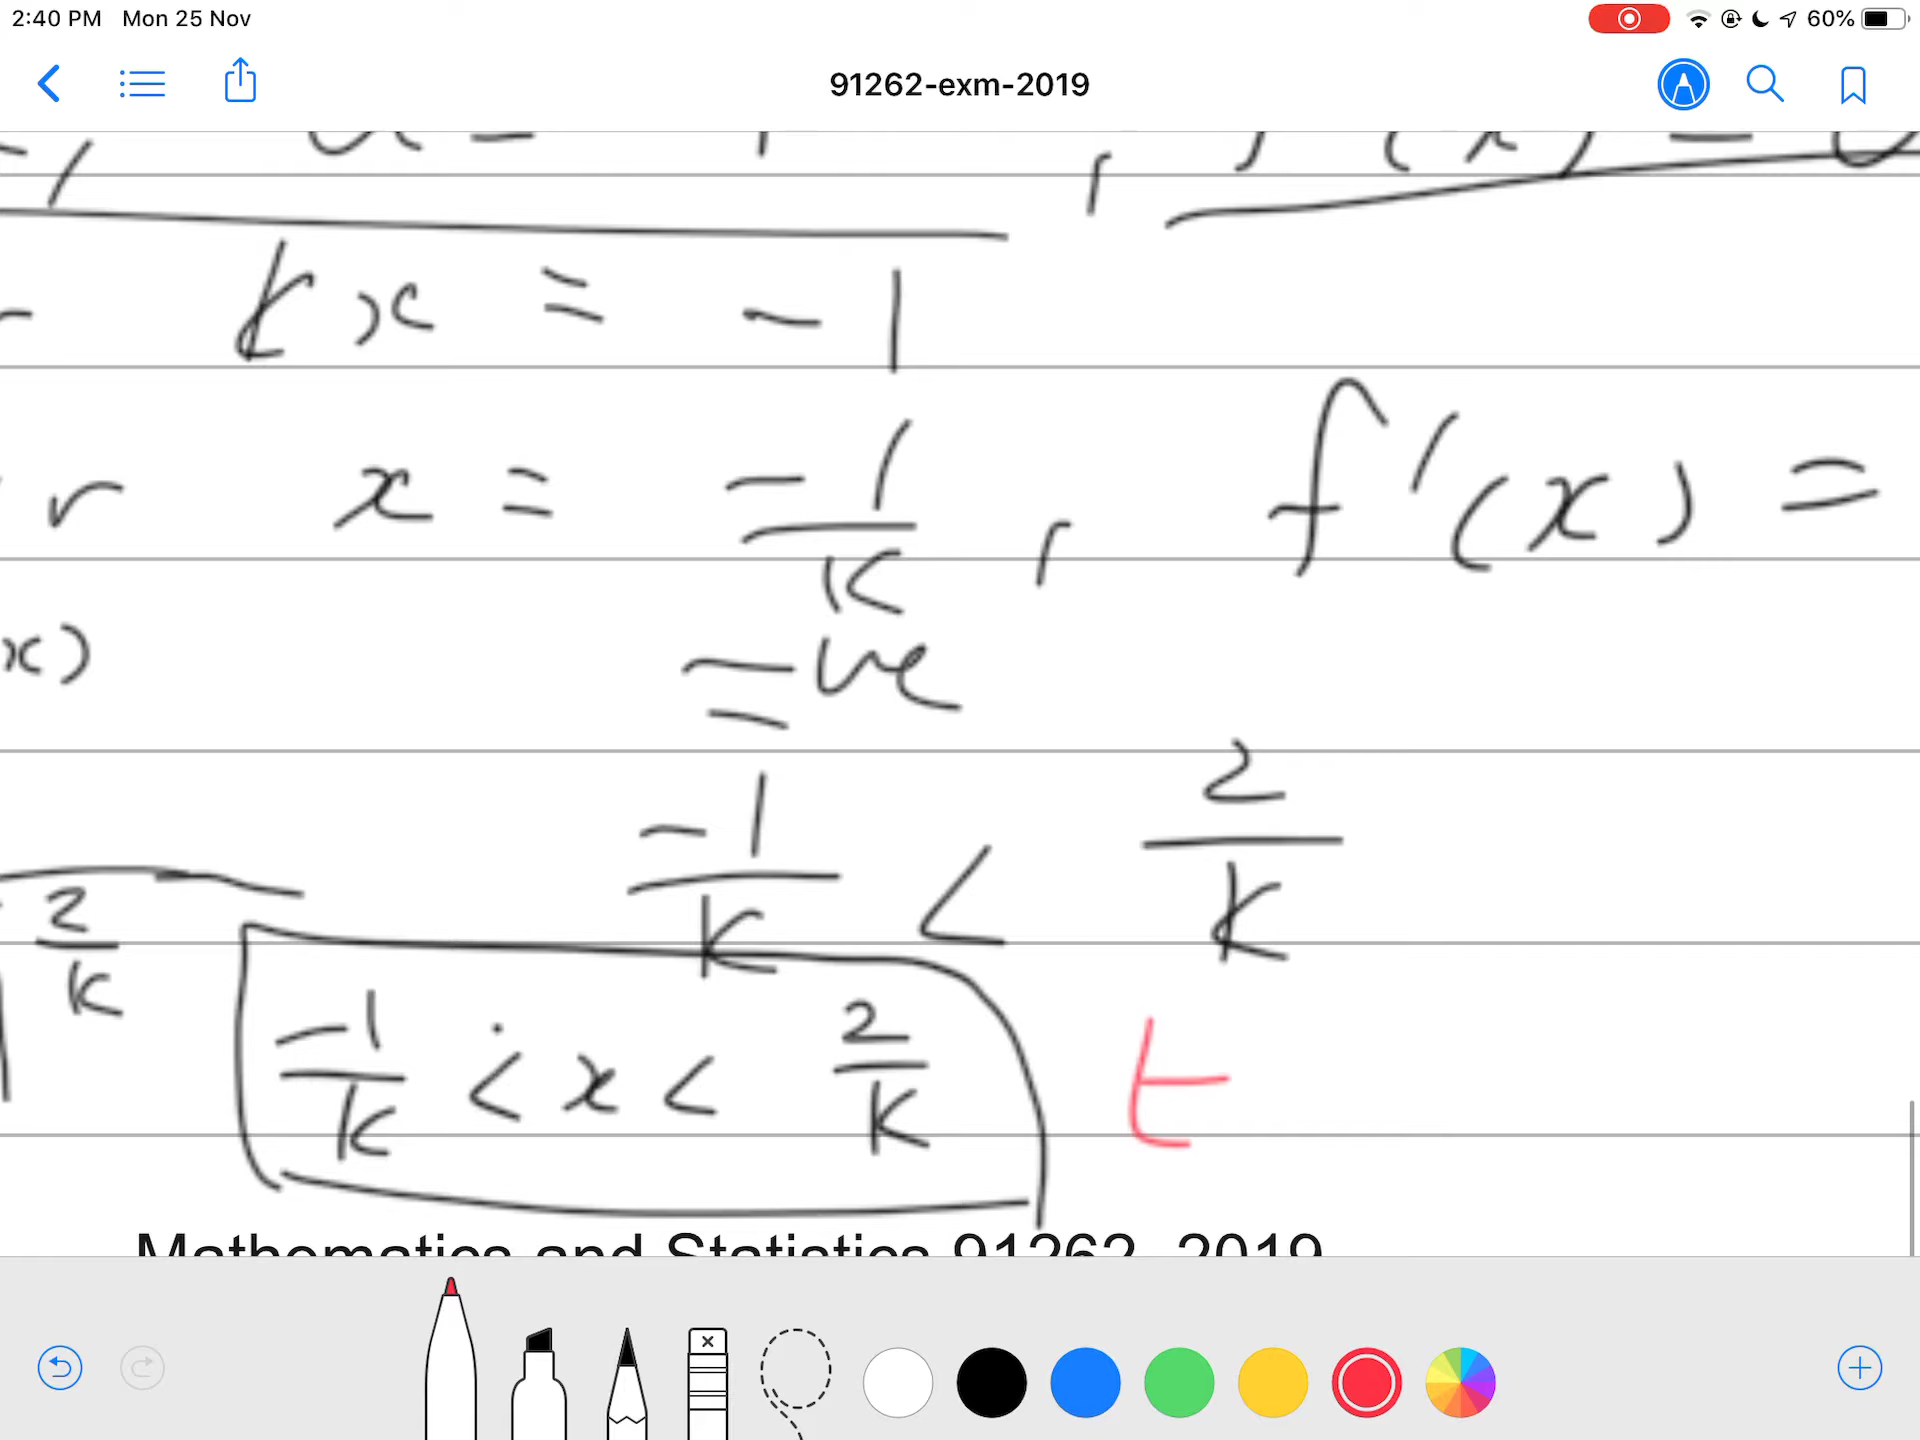 2:40 PM Mon 25 Nov 60%
91262-exm-2019
kx = -1
r x = -1/K , f'(x) =
x) = -ve
-1/k < 2/k
2/k
-1/k < x < 2/k t
Mathematics and Statistics 91262, 2019